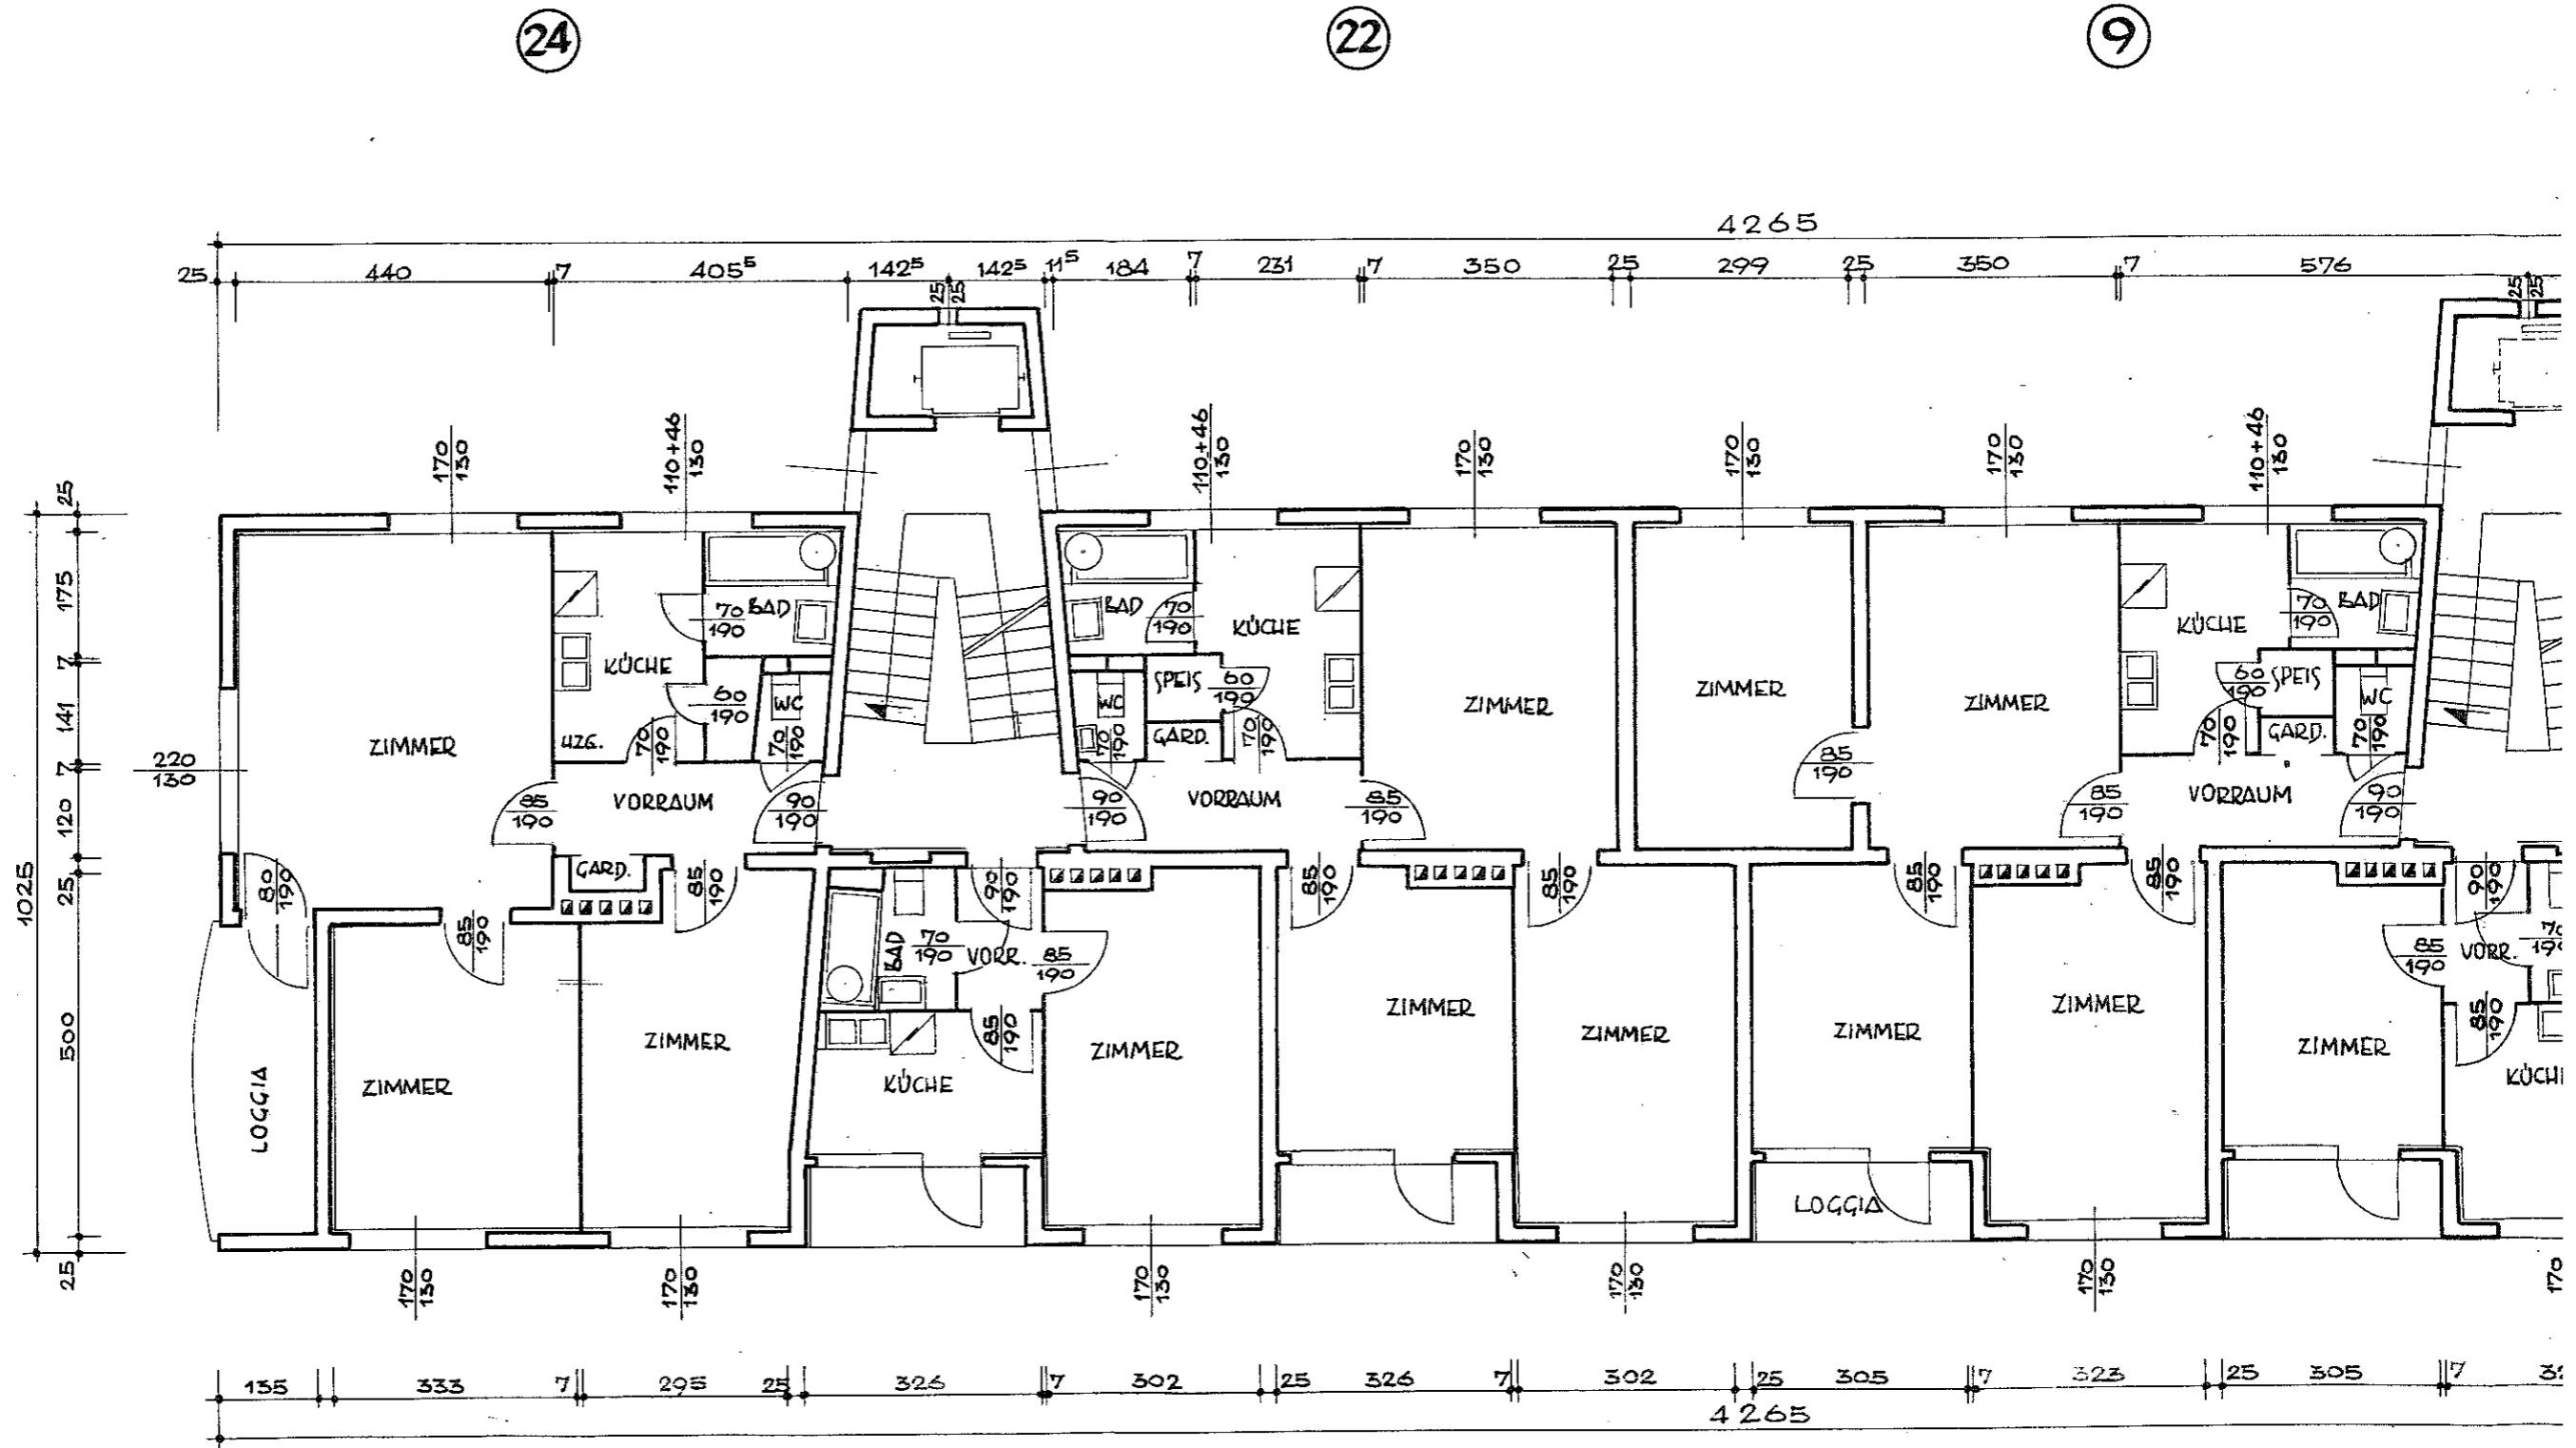 24 22 9
4265
25 440 7 405⁵ 142⁵ 142⁵ 11⁵ 184 7 231 7 350 25 299 25 350 7 576
25 25 25 25
170 130
110+46 130
110+46 130
170 130
170 130
170 130
110+46 130
25 175 7 141 7 120 25 500 25
1025
70 190 BAD
BAD 70 190
KÜCHE
KÜCHE
70 190 BAD
KÜCHE
60 190
WC
WC
SPEIS 60 190
60 190 SPEIS
WC
ZIMMER
ZIMMER
ZIMMER
ZIMMER
HZG.
70 190
70 190
70 190
GARD.
70 190
70 190
GARD.
70 190
220 130
85 190
VORRAUM
90 190
90 190
VORRAUM
85 190
85 190
85 190
VORRAUM
90 190
80 190
GARD.
85 190
85 190
90 190
85 190
85 190
85 190
85 190
90 190
BAD
70 190
VORR.
85 190
85 190
VORR.
85 190
85 190
LOGGIA
ZIMMER
ZIMMER
KÜCHE
ZIMMER
ZIMMER
ZIMMER
ZIMMER
ZIMMER
ZIMMER
LOGGIA
170 130
170 130
170 130
170 130
170 130
170
135 333 7 295 25 326 7 302 25 326 7 302 25 305 7 323 25 305 7
4265